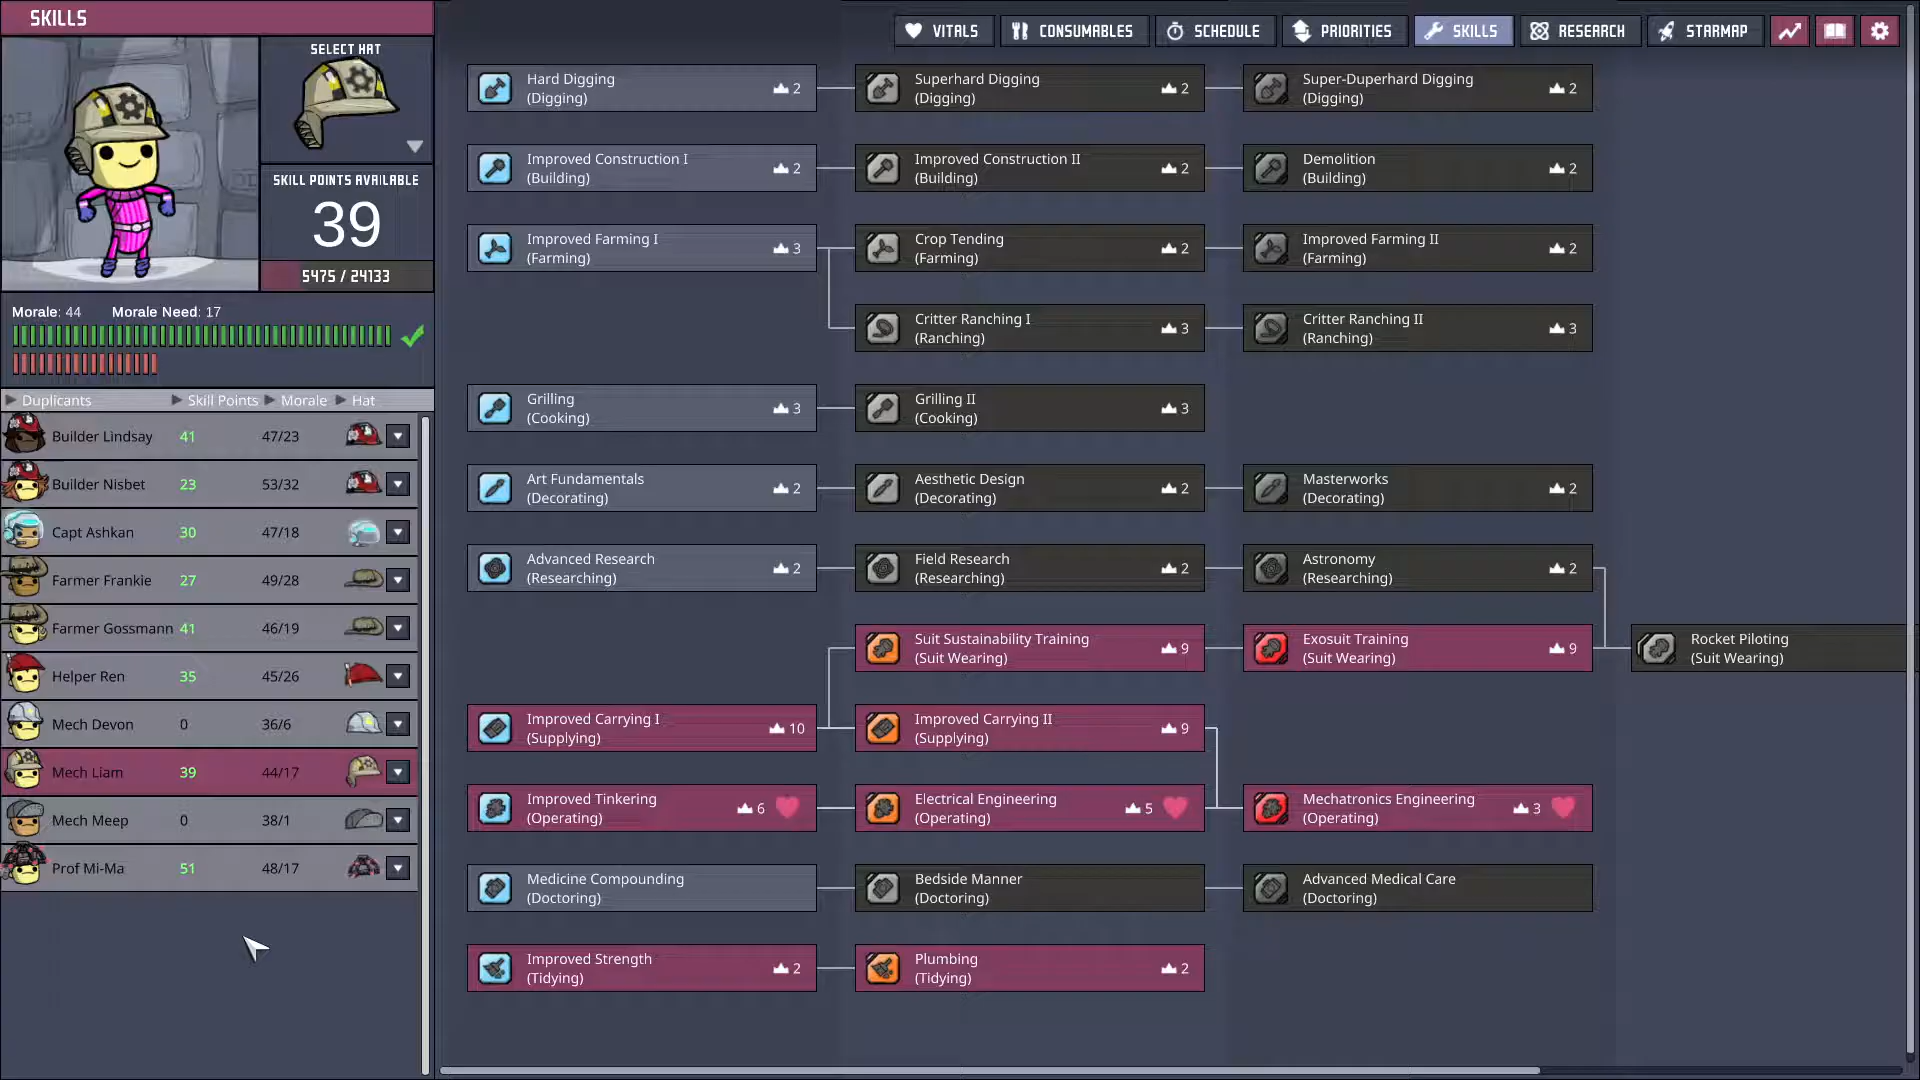 SKILLS
VITALS
CONSUMABLES
SCHEDULE
PRIORITIES
SKILLS
RESEARCH
STARMAP
SELECT HAT
SKILL POINTS AVAILABLE
39
5475 / 24133
Morale: 44 Morale Need: 17
Duplicants Skill Points Morale Hat
Builder Lindsay 41 47/23
Builder Nisbet 23 53/32
Capt Ashkan 30 47/18
Farmer Frankie 27 49/28
Farmer Gossmann 41 46/19
Helper Ren 35 45/26
Mech Devon 0 36/6
Mech Liam 39 44/17
Mech Meep 0 38/1
Prof Mi-Ma 51 48/17
Hard Digging
(Digging)
2
Superhard Digging
(Digging)
2
Super-Duperhard Digging
(Digging)
2
Improved Construction I
(Building)
2
Improved Construction II
(Building)
2
Demolition
(Building)
2
Improved Farming I
(Farming)
3
Crop Tending
(Farming)
2
Improved Farming II
(Farming)
2
Critter Ranching I
(Ranching)
3
Critter Ranching II
(Ranching)
3
Grilling
(Cooking)
3
Grilling II
(Cooking)
3
Art Fundamentals
(Decorating)
2
Aesthetic Design
(Decorating)
2
Masterworks
(Decorating)
2
Advanced Research
(Researching)
2
Field Research
(Researching)
2
Astronomy
(Researching)
2
Suit Sustainability Training
(Suit Wearing)
9
Exosuit Training
(Suit Wearing)
9
Rocket Piloting
(Suit Wearing)
Improved Carrying I
(Supplying)
10
Improved Carrying II
(Supplying)
9
Improved Tinkering
(Operating)
6
Electrical Engineering
(Operating)
5
Mechatronics Engineering
(Operating)
3
Medicine Compounding
(Doctoring)
Bedside Manner
(Doctoring)
Advanced Medical Care
(Doctoring)
Improved Strength
(Tidying)
2
Plumbing
(Tidying)
2